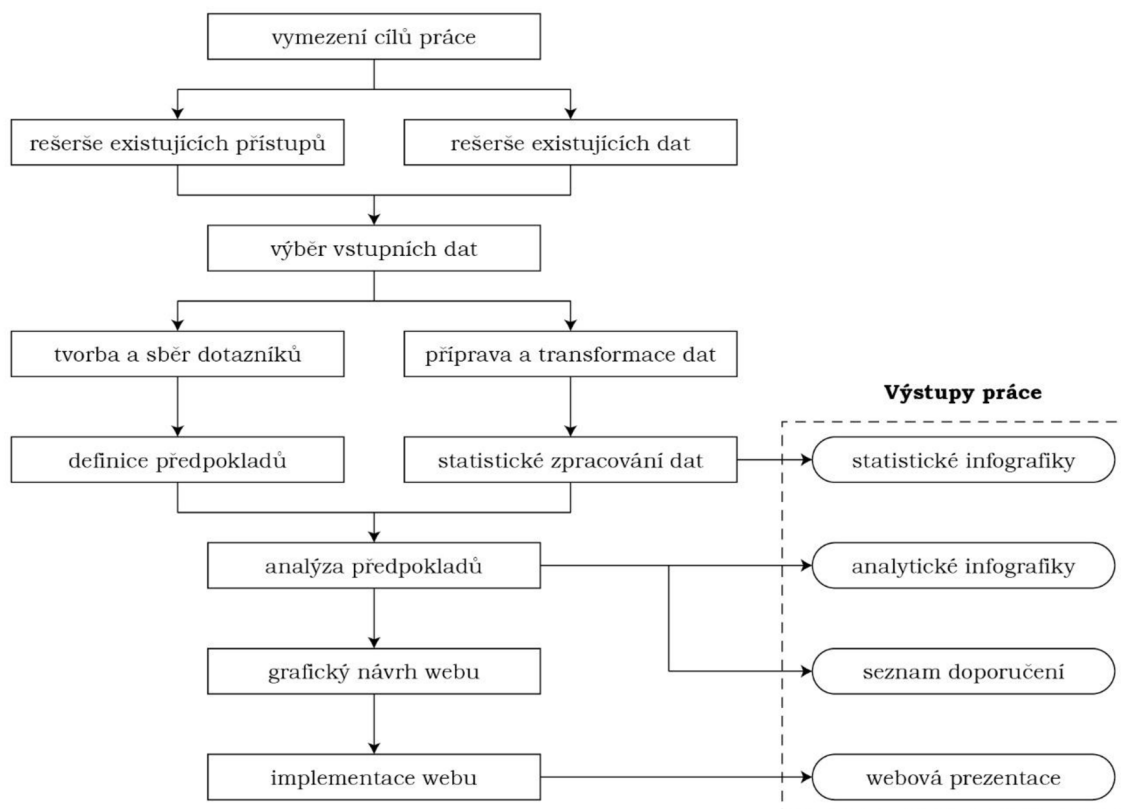 vymezení cílů práce
rešerše existujících přístupů
rešerše existujících dat
výběr vstupních dat
tvorba a sběr dotazníků
příprava a transformace dat
Výstupy práce
definice předpokladů
statistické zpracování dat
statistické infografiky
analýza předpokladů
analytické infografiky
grafický návrh webu
seznam doporučení
implementace webu
webová prezentace